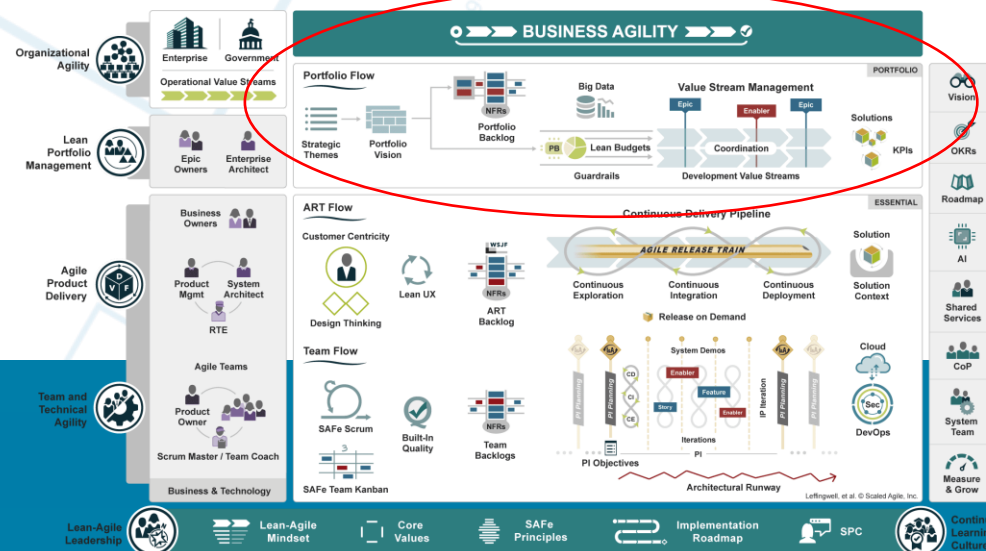 BUSINESS AGILITY
Organizational
Agility
Enterprise
Government
Operational Value Streams
PORTFOLIO
Portfolio Flow
Strategic
Themes
Portfolio
Vision
NFRs
Portfolio
Backlog
Big Data
PB
Lean Budgets
Guardrails
Value Stream Management
Epic
Enabler
Epic
Coordination
Development Value Streams
Solutions
KPIs
Lean
Portfolio
Management
Epic
Owners
Enterprise
Architect
ESSENTIAL
Agile
Product
Delivery
D
V
F
Business
Owners
Product
Mgmt
System
Architect
RTE
ART Flow
Customer Centricity
Design Thinking
Lean UX
WSJF
NFRs
ART
Backlog
Continuous Delivery Pipeline
AGILE RELEASE TRAIN
Continuous
Exploration
Continuous
Integration
Continuous
Deployment
Release on Demand
Solution
Solution
Context
Team and
Technical
Agility
Agile Teams
Product
Owner
Scrum Master / Team Coach
Business & Technology
Team Flow
SAFe Scrum
SAFe Team Kanban
Built-In
Quality
NFRs
Team
Backlogs
PI Planning
PI Planning
CD
CI
CE
System Demos
Enabler
Feature
Story
Enabler
Iterations
IP Iteration
PI Planning
PI Planning
PI
PI Objectives
Architectural Runway
Cloud
Sec
DevOps
Leffingwell, et al. © Scaled Agile, Inc.
Vision
OKRs
Roadmap
AI
Shared
Services
CoP
System
Team
Measure
& Grow
Lean-Agile
Leadership
Lean-Agile
Mindset
Core
Values
SAFe
Principles
Implementation
Roadmap
SPC
Learning
Culture